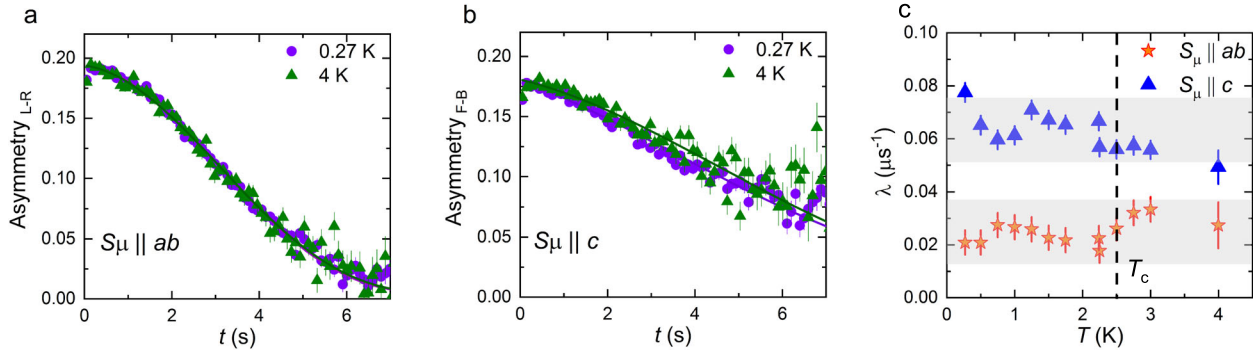 a
0.20
0.15
0.10
0.05
0.00
Asymmetry L-R
0.27 K
4 K
Sμ || ab
0 2 4 6
t (s)
b
0.20
0.15
0.10
0.05
0.00
Asymmetry F-B
0.27 K
4 K
Sμ || c
0 2 4 6
t (s)
c
0.10
0.08
0.06
0.04
0.02
0.00
λ (μs⁻¹)
Sμ || ab
Sμ || c
Tc
0 1 2 3 4
T (K)